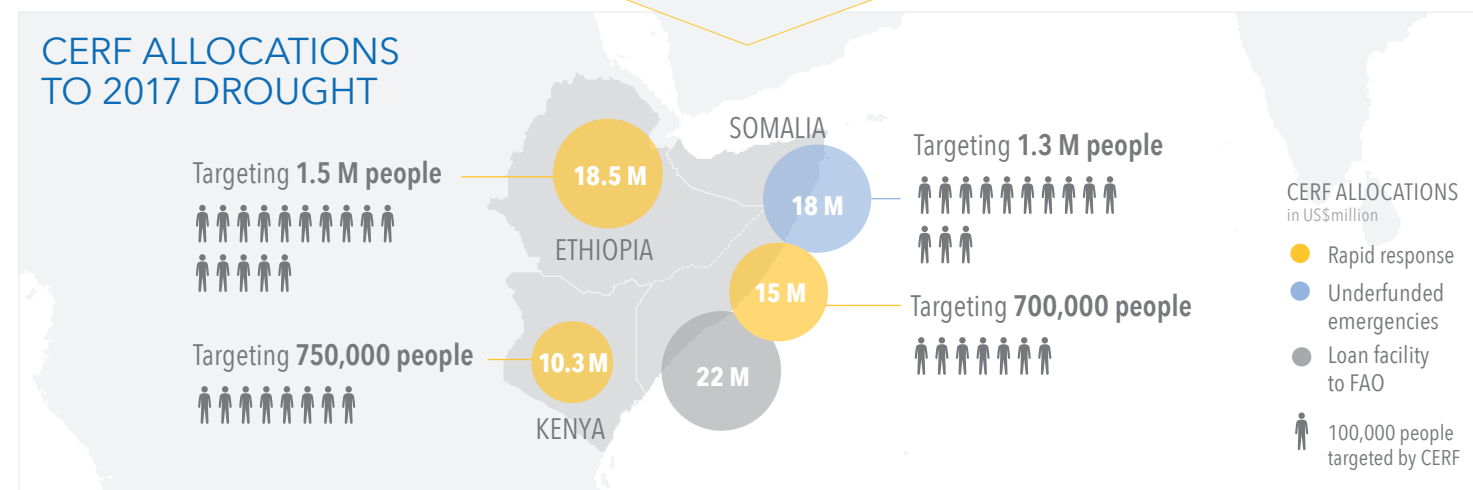 CERF ALLOCATIONS
TO 2017 DROUGHT
Targeting 1.5 M people
18.5 M
ETHIOPIA
Targeting 750,000 people
10.3 M
KENYA
SOMALIA
18 M
Targeting 1.3 M people
15 M
Targeting 700,000 people
22 M
CERF ALLOCATIONS
in US$million
Rapid response
Underfunded
emergencies
Loan facility
to FAO
100,000 people
targeted by CERF